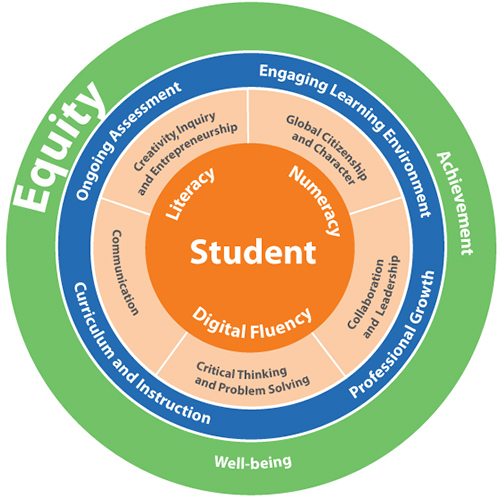 Equity
Achievement
Well-being
Ongoing Assessment
Engaging Learning Environment
Professional Growth
Curriculum and Instruction
Creativity, Inquiry
and Entrepreneurship
Global Citizenship
and Character
Collaboration
and Leadership
Critical Thinking
and Problem Solving
Communication
Literacy
Numeracy
Student
Digital Fluency